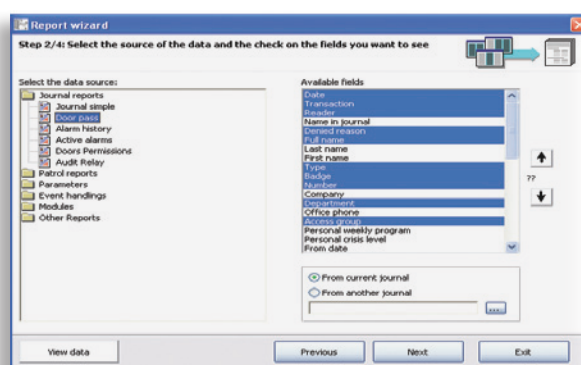 Report wizard
Step 2/4: Select the source of the data and the check on the fields you want to see
Select the data source:
Journal reports
Journal simple
Door pass
Alarm history
Active alarms
Doors Permissions
Audit Relay
Patrol reports
Parameters
Event handlings
Modules
Other Reports
Available fields
Date
Transaction
Reader
Name in journal
Denied reason
Full name
Last name
First name
Type
Badge
Number
Company
Department
Office phone
Access group
Personal weekly program
Personal crisis level
From date
??
From current journal
From another journal
....
View data
Previous
Next
Exit